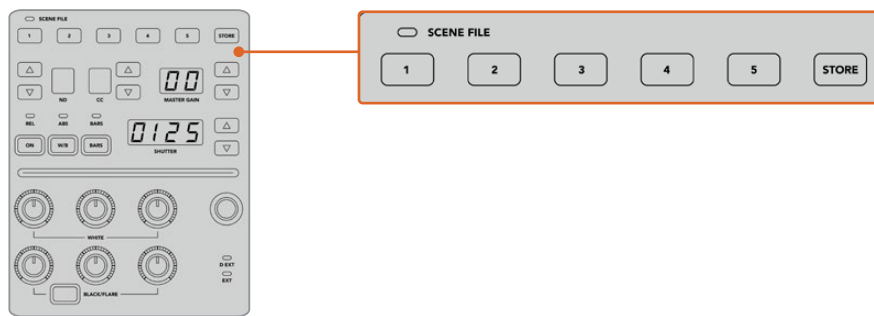 SCENE FILE
1 2 3 4 5 STORE
ND CC 00 MASTER GAIN
REL ABS BARS
ON W/B BARS 0125
SHUTTER
WHITE
D EXT
EXT
BLACK/FLARE
SCENE FILE
1 2 3 4 5 STORE